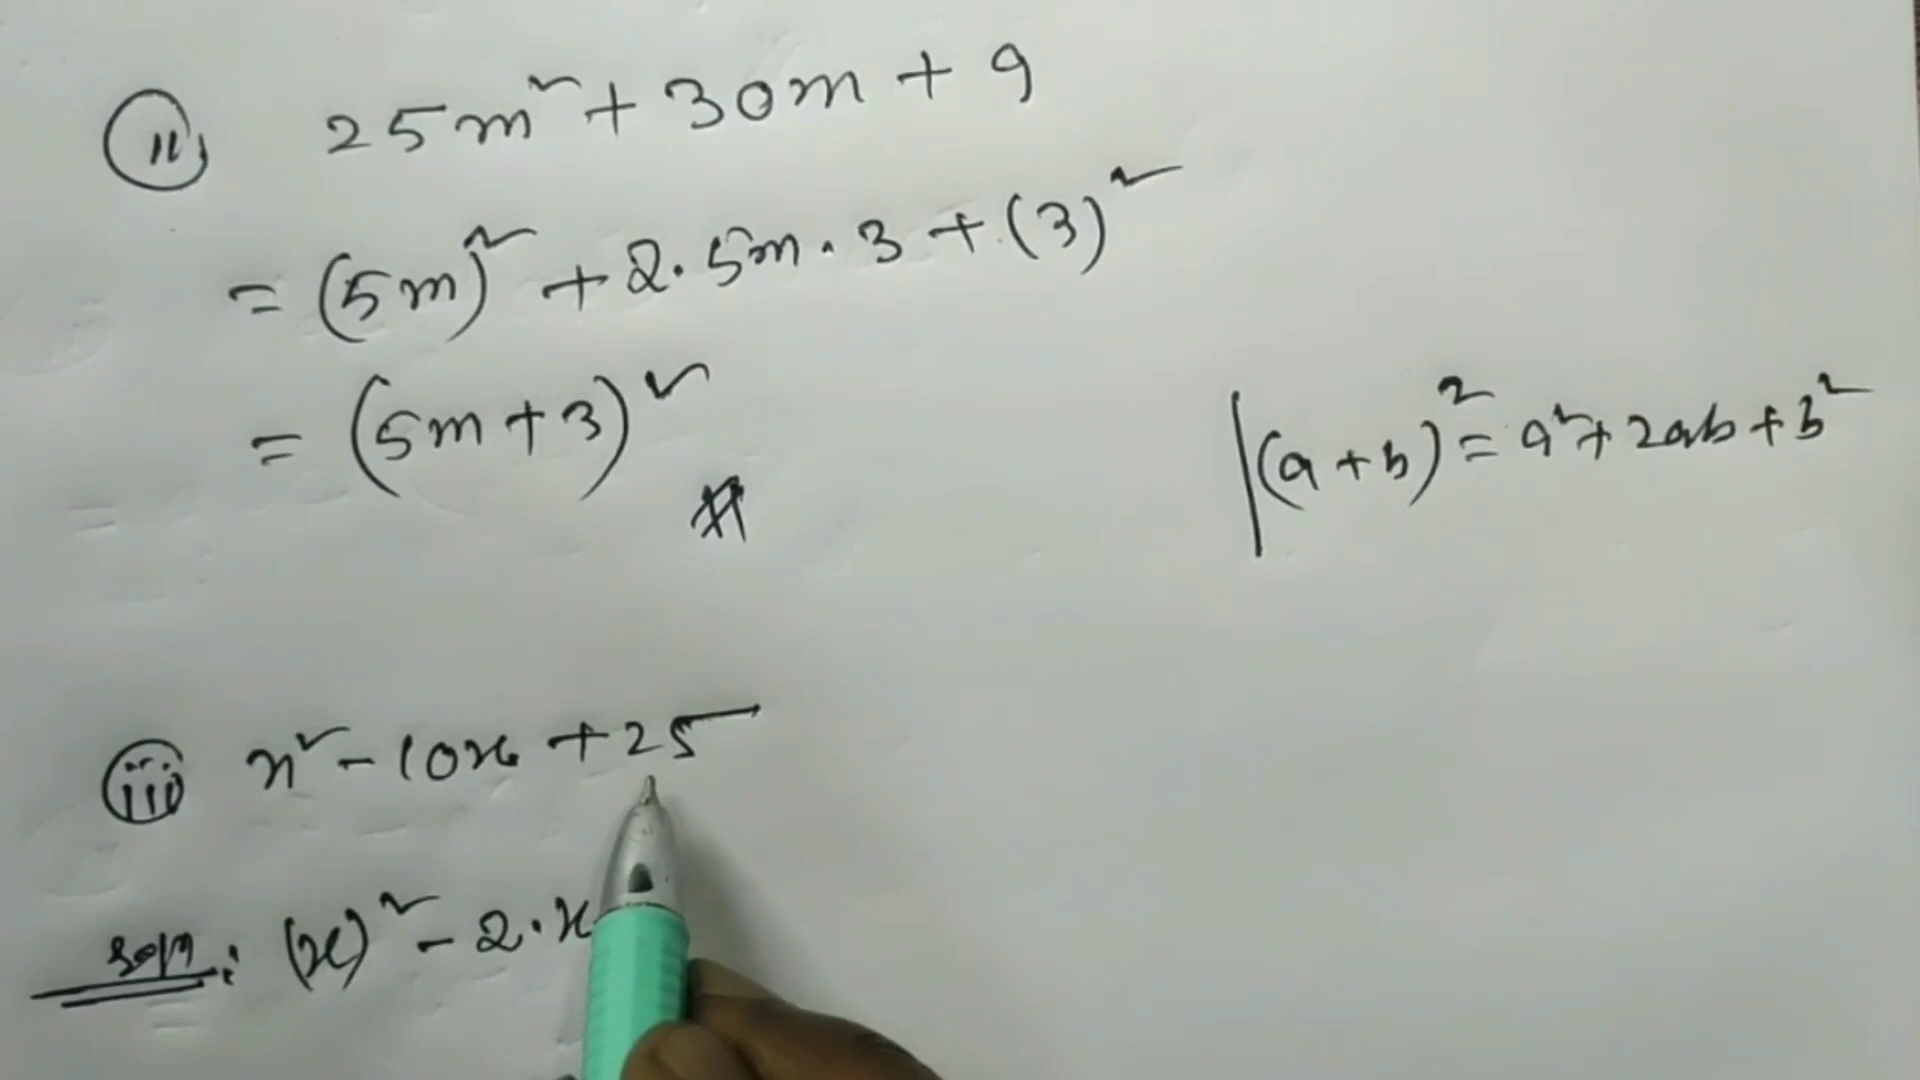 (ii) 25m² + 30m + 9
= (5m)² + 2.5m.3 + (3)²
= (5m+3)² #
|(a+b)² = a²+2ab+b²
(iii) x² - 10x + 25
Soln: (x)² - 2.x